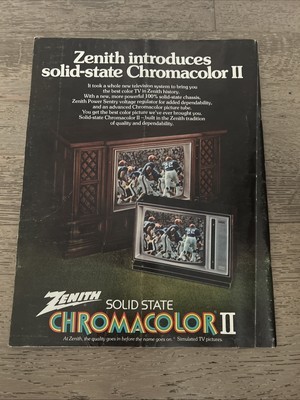 Zenith introduces
solid-state Chromacolor II
It took a whole new television system to bring you
the best color TV in Zenith history.
With a new, more powerful 100% solid-state chassis,
Zenith Power Sentry voltage regulator for added dependability,
and an advanced Chromacolor picture tube.
You get the best color picture we've ever brought you.
Solid-state Chromacolor II—built in the Zenith tradition
of quality and dependability.
ZENITH
SOLID STATE
CHROMACOLOR II
At Zenith, the quality goes in before the name goes on.® Simulated TV pictures.